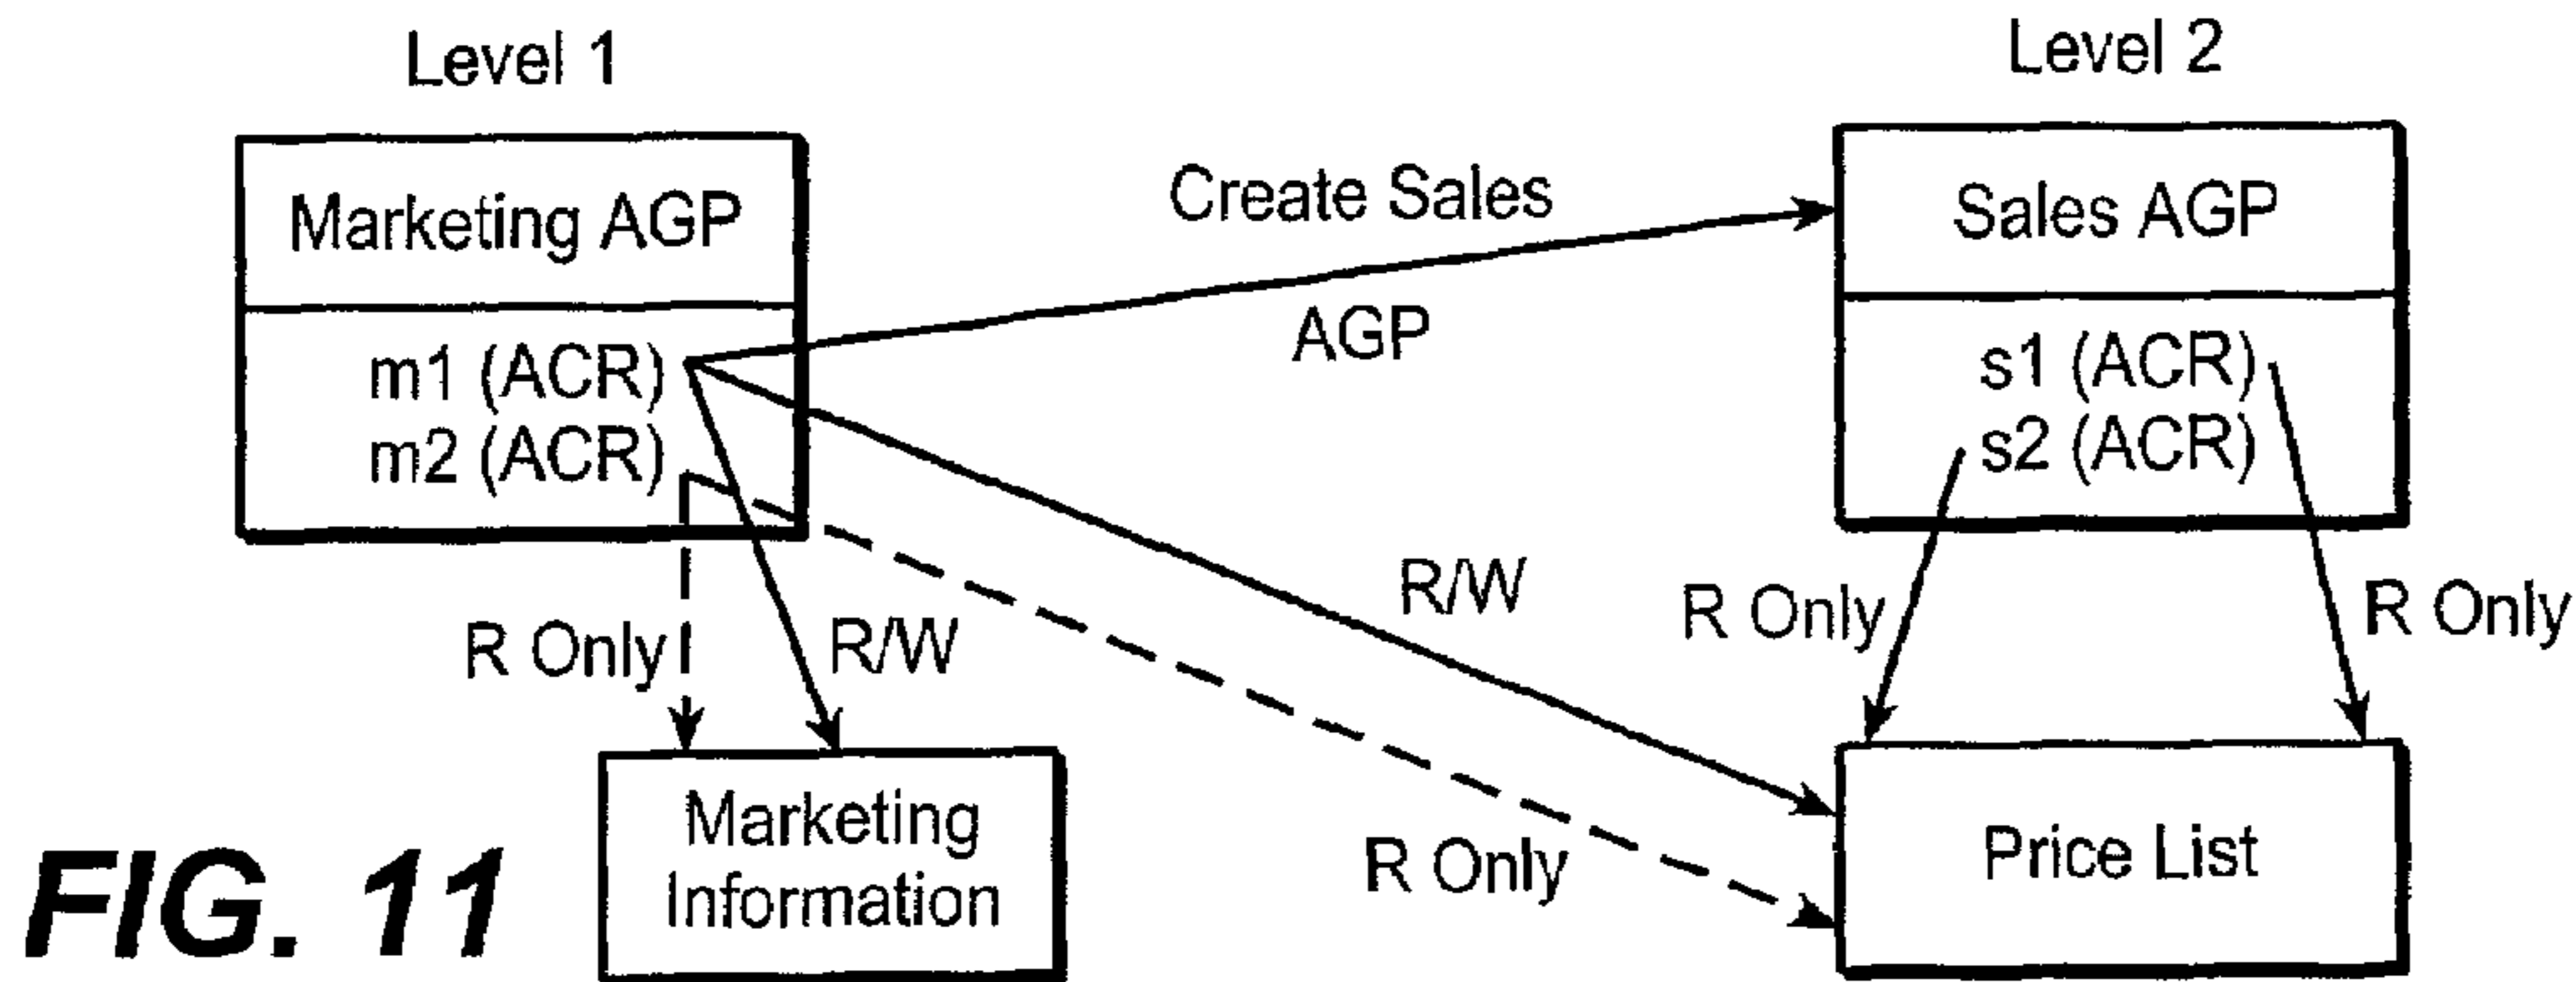 Level 1
Level 2
Marketing AGP
Create Sales
AGP
Sales AGP
m1 (ACR)
m2 (ACR)
s1 (ACR)
s2 (ACR)
R Only
R/W
R/W
R Only
R Only
R Only
Marketing
Information
Price List
FIG. 11